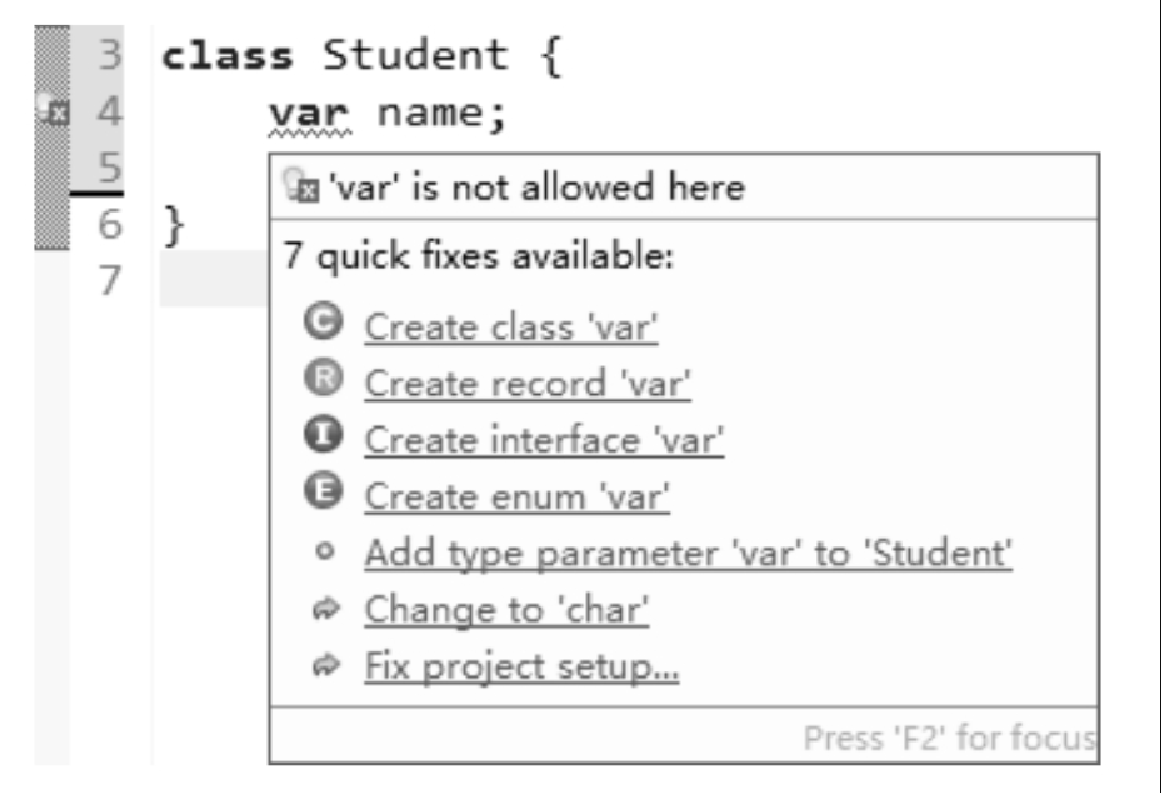 3 class Student {
4 var name;
5
6 }
7
'var' is not allowed here
7 quick fixes available:
Create class 'var'
Create record 'var'
Create interface 'var'
Create enum 'var'
Add type parameter 'var' to 'Student'
Change to 'char'
Fix project setup...
Press 'F2' for focus